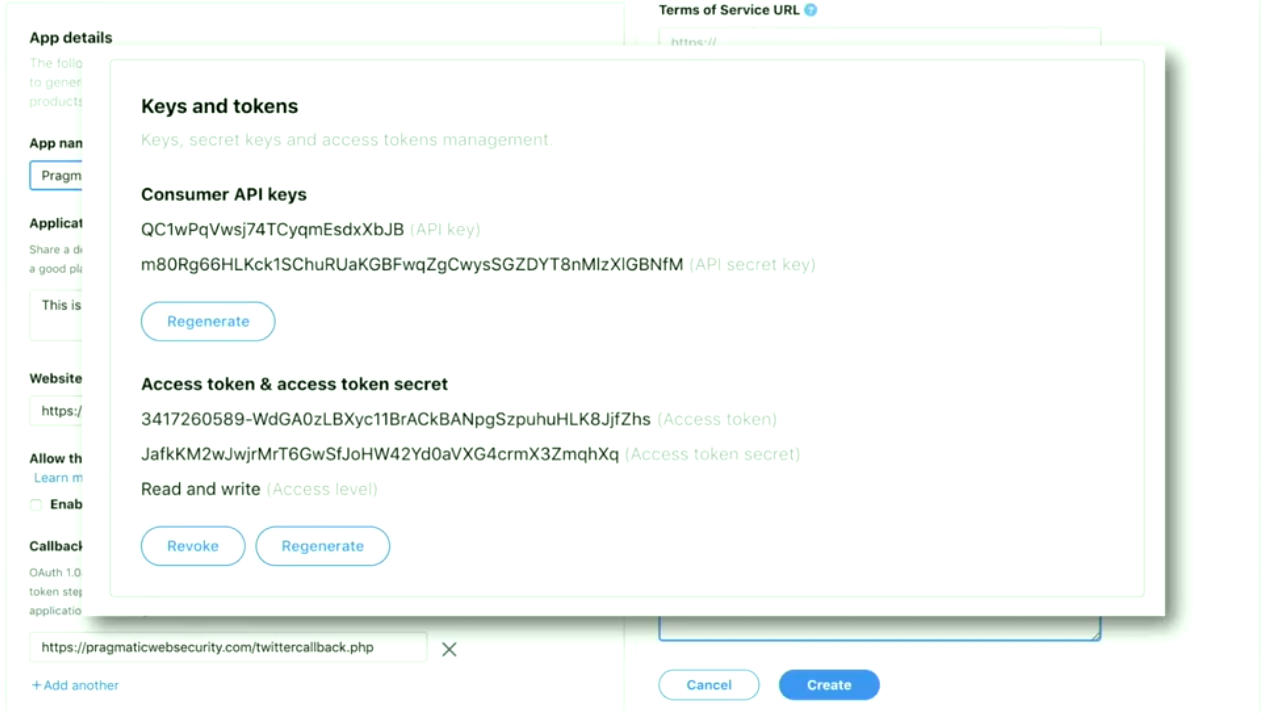 Terms of Service URL
https://
App details
The follo
to gener
products
App nam
Pragm
Applicat
Share a de
a good pla
This is
Website
https:/
Allow th
Learn m
Enab
Callback
OAuth 1.0
token step
applicatio
https://pragmaticwebsecurity.com/twittercallback.php
+Add another
Keys and tokens
Keys, secret keys and access tokens management.
Consumer API keys
QC1wPqVwsj74TCyqmEsdxXbJB (API key)
m80Rg66HLKck1SChuRUaKGBFwqZgCwysSGZDYT8nMlzXlGBNfM (API secret key)
Regenerate
Access token & access token secret
3417260589-WdGA0zLBXyc11BrACkBANpgSzpuhuHLK8JjfZhs (Access token)
JafkKM2wJwjrMrT6GwSfJoHW42Yd0aVXG4crmX3ZmqhXq (Access token secret)
Read and write (Access level)
Revoke Regenerate
Cancel Create